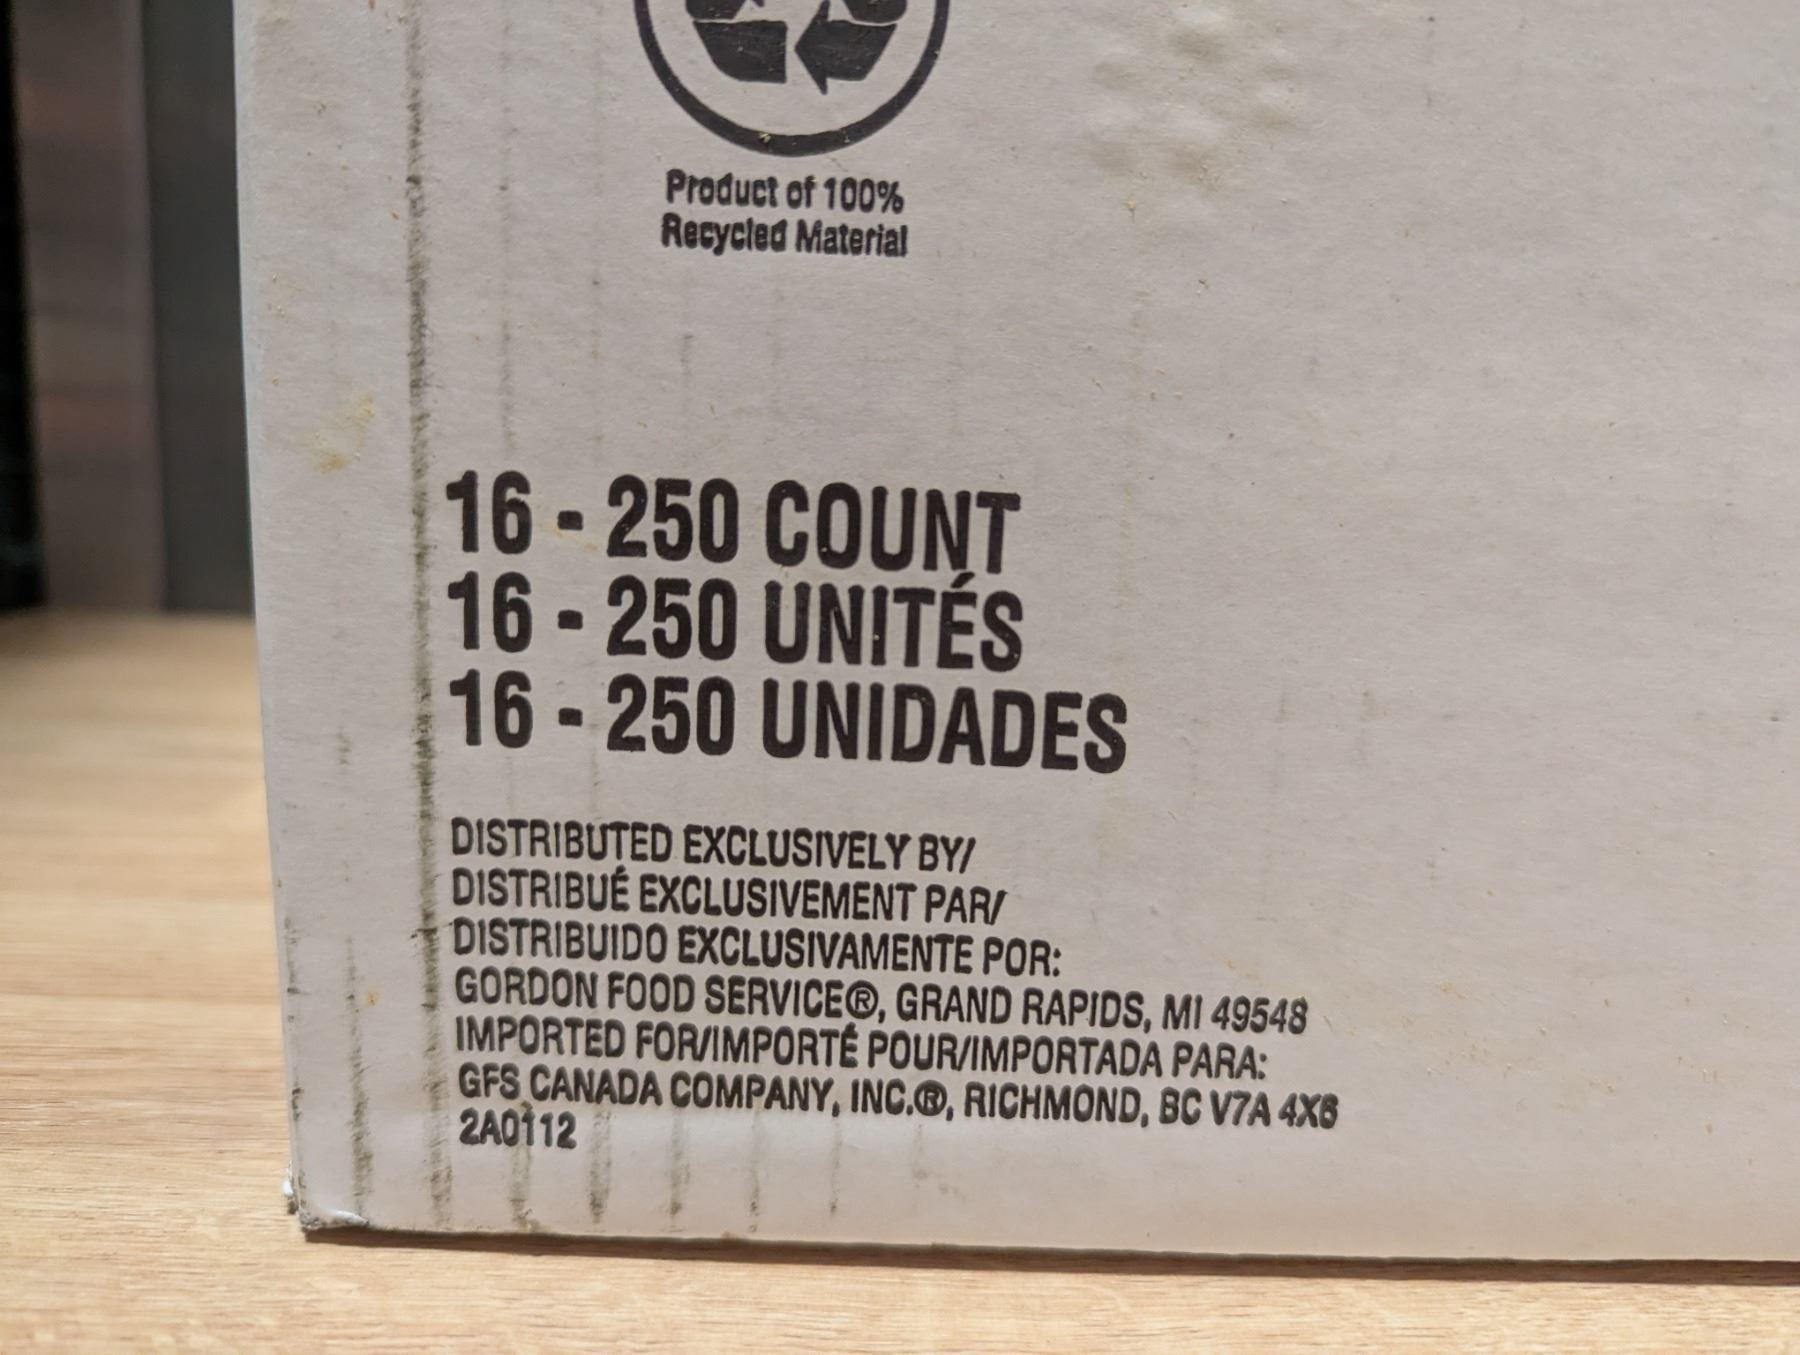 Product of 100%
Recycled Material
16 - 250 COUNT
16 - 250 UNITÉS
16 - 250 UNIDADES
DISTRIBUTED EXCLUSIVELY BY/
DISTRIBUÉ EXCLUSIVEMENT PAR/
DISTRIBUIDO EXCLUSIVAMENTE POR:
GORDON FOOD SERVICE®, GRAND RAPIDS, MI 49548
IMPORTED FOR/IMPORTÉ POUR/IMPORTADA PARA:
GFS CANADA COMPANY, INC.®, RICHMOND, BC V7A 4X6
2A0112